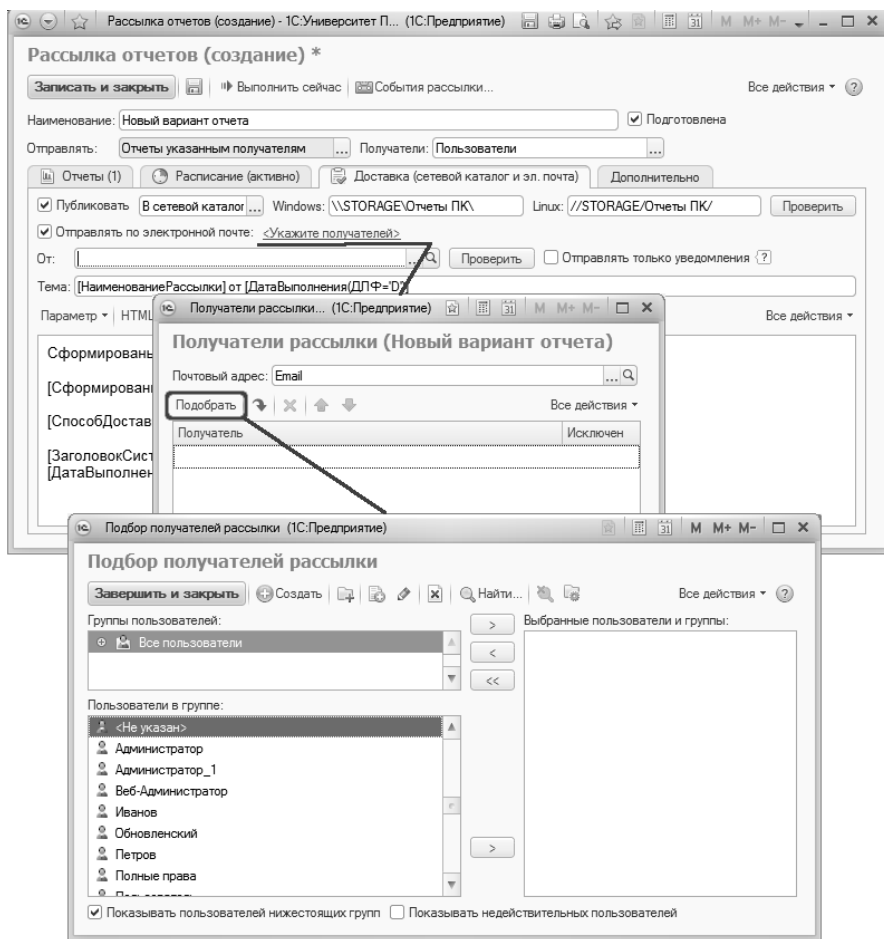 Рассылка отчетов (создание) - 1С:Университет П... (1С:Предприятие) 31 M M+ M-
Рассылка отчетов (создание) *
Записать и закрыть Выполнить сейчас События рассылки... Все действия ?
Наименование: Новый вариант отчета Подготовлена
Отправлять: Отчеты указанным получателям ... Получатели: Пользователи ...
Отчеты (1) Расписание (активно) Доставка (сетевой каталог и эл. почта) Дополнительно
Публиковать В сетевой каталог ... Windows: \\STORAGE\Отчеты ПК\ Linux: //STORAGE/Отчеты ПК/ Проверить
Отправлять по электронной почте: <Укажите получателей>
От: ... Проверить Отправлять только уведомления ?
Тема: [НаименованиеРассылки] от [ДатаВыполнения(ДЛФ='D')]
Параметр HTML Все действия
Сформированы
[Сформирован
[СпособДостав
[ЗаголовокСист
[ДатаВыполнен
Получатели рассылки... (1С:Предприятие) 31 M M+ M-
Получатели рассылки (Новый вариант отчета)
Почтовый адрес: Email ...
Подобрать Все действия
Получатель Исключен
Подбор получателей рассылки (1С:Предприятие) 31 M M+ M-
Подбор получателей рассылки
Завершить и закрыть Создать Найти... Все действия ?
Группы пользователей: > Выбранные пользователи и группы:
Все пользователи <
<<
Пользователи в группе:
<Не указан>
Администратор
Администратор_1
Веб-Администратор
Иванов
Обновленский
Петров >
Полные права
Показывать пользователей нижестоящих групп Показывать недействительных пользователей